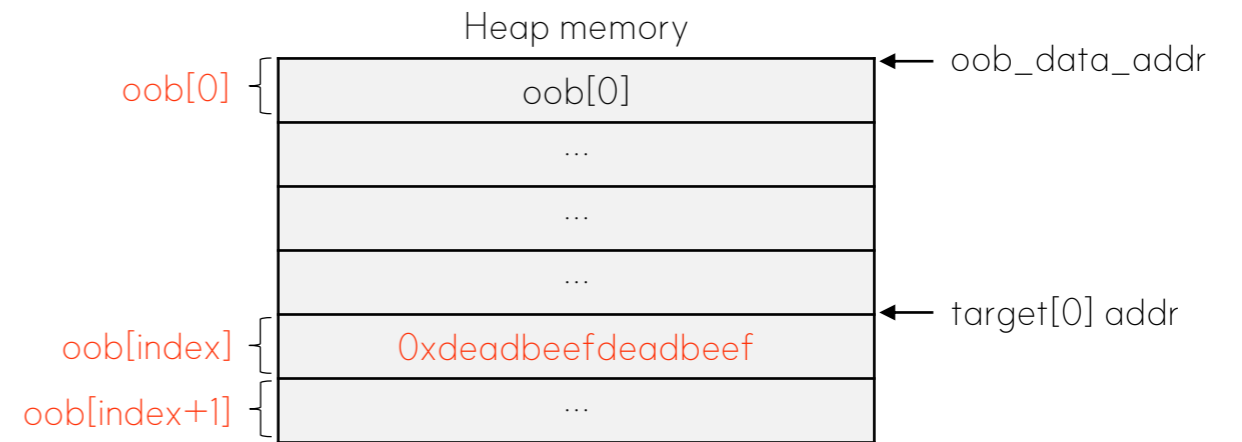 Heap memory
oob_data_addr
oob[0]
oob[0]
...
...
...
target[0] addr
oob[index]
0xdeadbeefdeadbeef
oob[index+1]
...